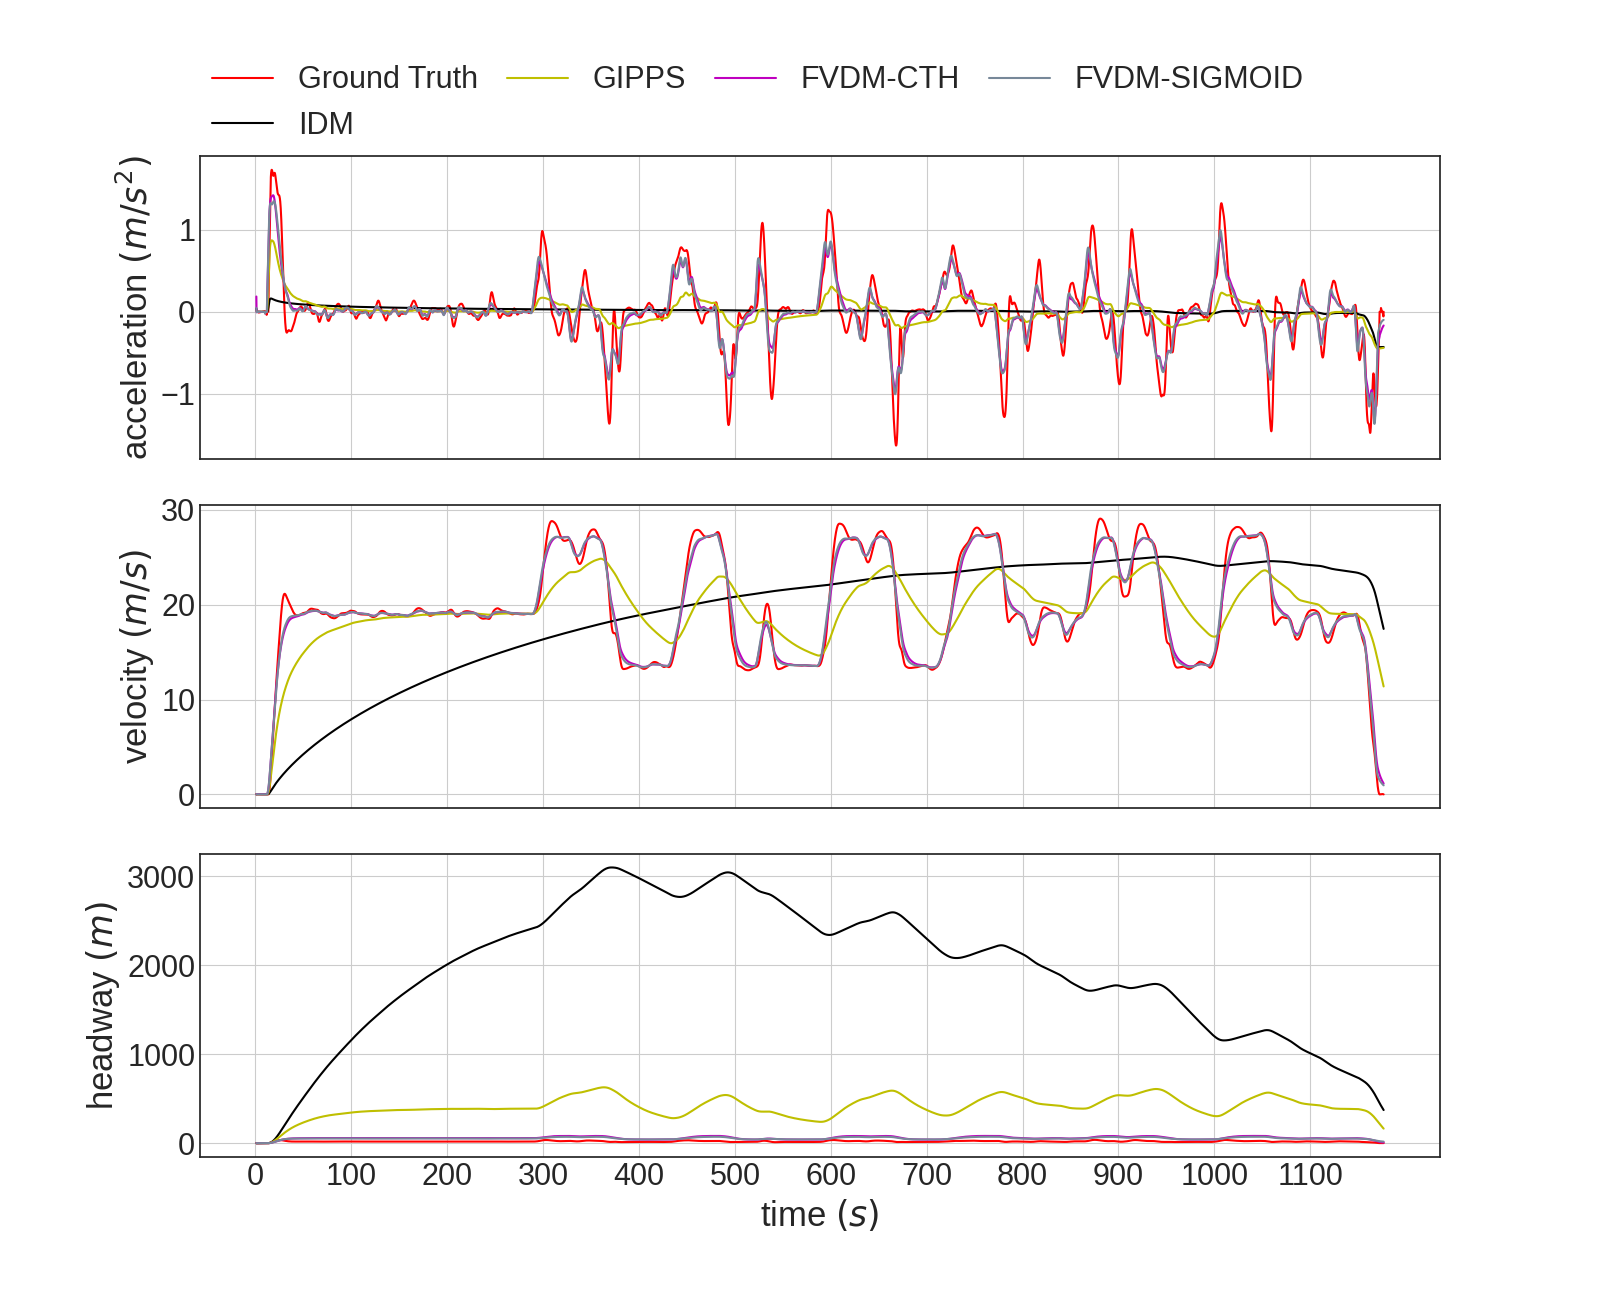 Ground Truth GIPPS FVDM-CTH FVDM-SIGMOID
IDM
acceleration (m/s²)
1
0
−1
velocity (m/s)
30
20
10
0
headway (m)
3000
2000
1000
0
0 100 200 300 400 500 600 700 800 900 1000 1100
time (s)